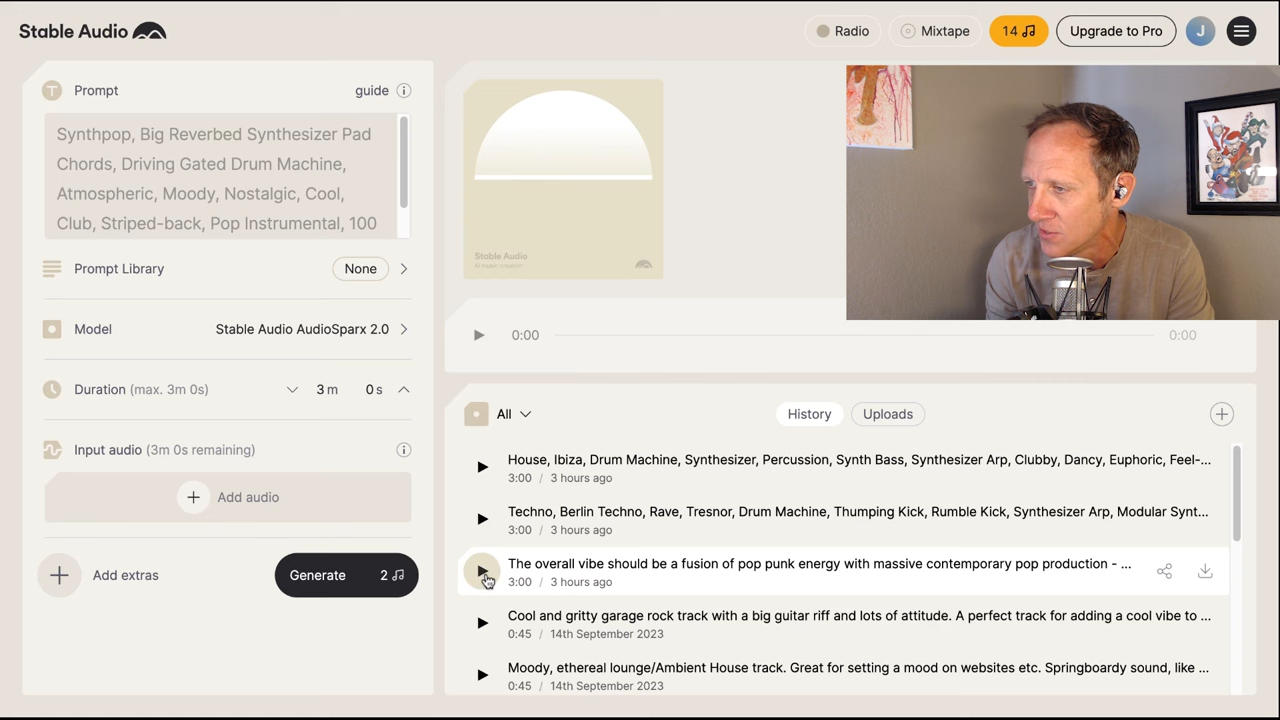 Stable Audio
Radio
Mixtape
14
Upgrade to Pro
J
T
Prompt
guide
i
Synthpop, Big Reverbed Synthesizer Pad
Chords, Driving Gated Drum Machine,
Atmospheric, Moody, Nostalgic, Cool,
Club, Striped-back, Pop Instrumental, 100
Prompt Library
None
Model
Stable Audio AudioSparx 2.0
Duration (max. 3m 0s)
3 m
0 s
Input audio (3m 0s remaining)
i
Add audio
Add extras
Generate
2
Stable Audio
AI music creation
0:00
0:00
All
History
Uploads
House, Ibiza, Drum Machine, Synthesizer, Percussion, Synth Bass, Synthesizer Arp, Clubby, Dancy, Euphoric, Feel-...
3:00 / 3 hours ago
Techno, Berlin Techno, Rave, Tresnor, Drum Machine, Thumping Kick, Rumble Kick, Synthesizer Arp, Modular Synt...
3:00 / 3 hours ago
The overall vibe should be a fusion of pop punk energy with massive contemporary pop production - ...
3:00 / 3 hours ago
Cool and gritty garage rock track with a big guitar riff and lots of attitude. A perfect track for adding a cool vibe to ...
0:45 / 14th September 2023
Moody, ethereal lounge/Ambient House track. Great for setting a mood on websites etc. Springboardy sound, like ...
0:45 / 14th September 2023